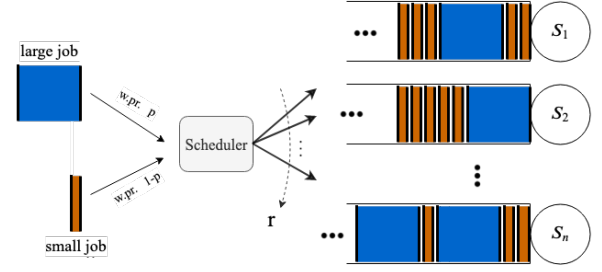 large job
w.pr. p
Scheduler
w.pr. 1-p
small job
r
S1
S2
Sn